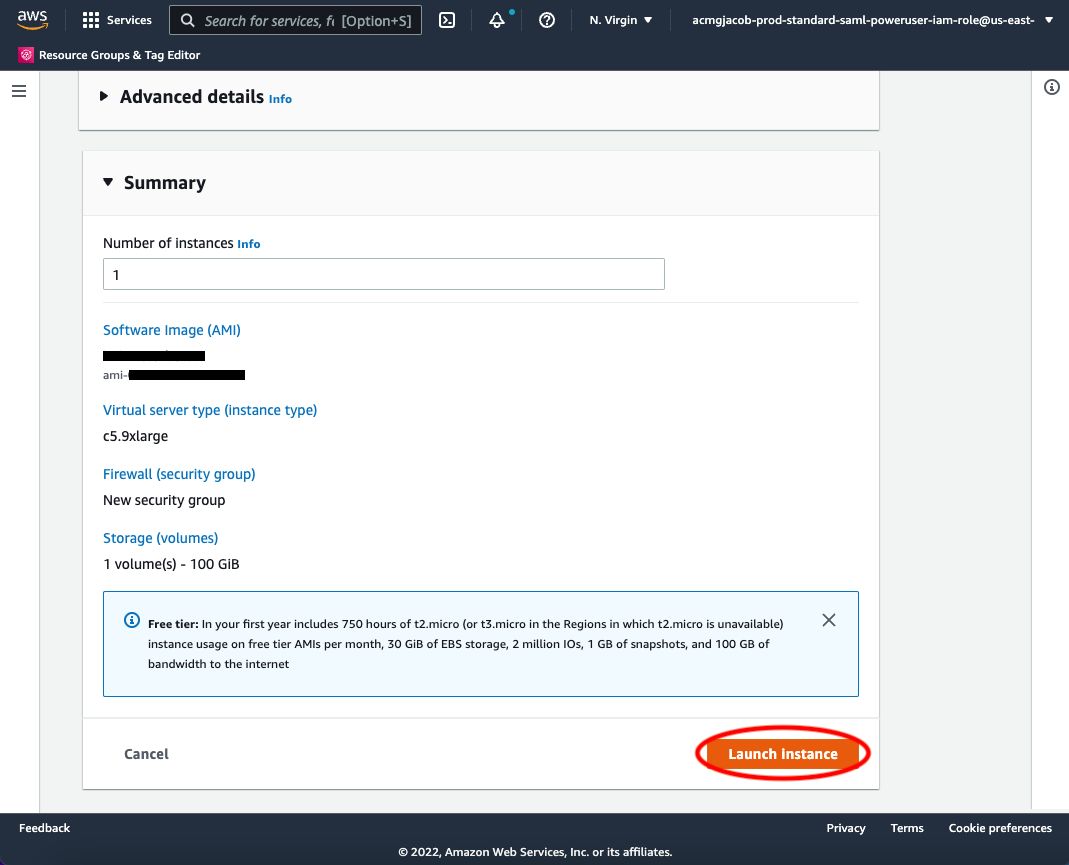 aws
Services
Search for services, f [Option+S]
N. Virgin
acmgjacob-prod-standard-saml-poweruser-iam-role@us-east-
Resource Groups & Tag Editor
Advanced details Info
Summary
Number of instances Info
1
Software Image (AMI)
ami-
Virtual server type (instance type)
c5.9xlarge
Firewall (security group)
New security group
Storage (volumes)
1 volume(s) - 100 GiB
Free tier: In your first year includes 750 hours of t2.micro (or t3.micro in the Regions in which t2.micro is unavailable)
instance usage on free tier AMIs per month, 30 GiB of EBS storage, 2 million IOs, 1 GB of snapshots, and 100 GB of
bandwidth to the internet
Cancel
Launch instance
Feedback
Privacy
Terms
Cookie preferences
© 2022, Amazon Web Services, Inc. or its affiliates.